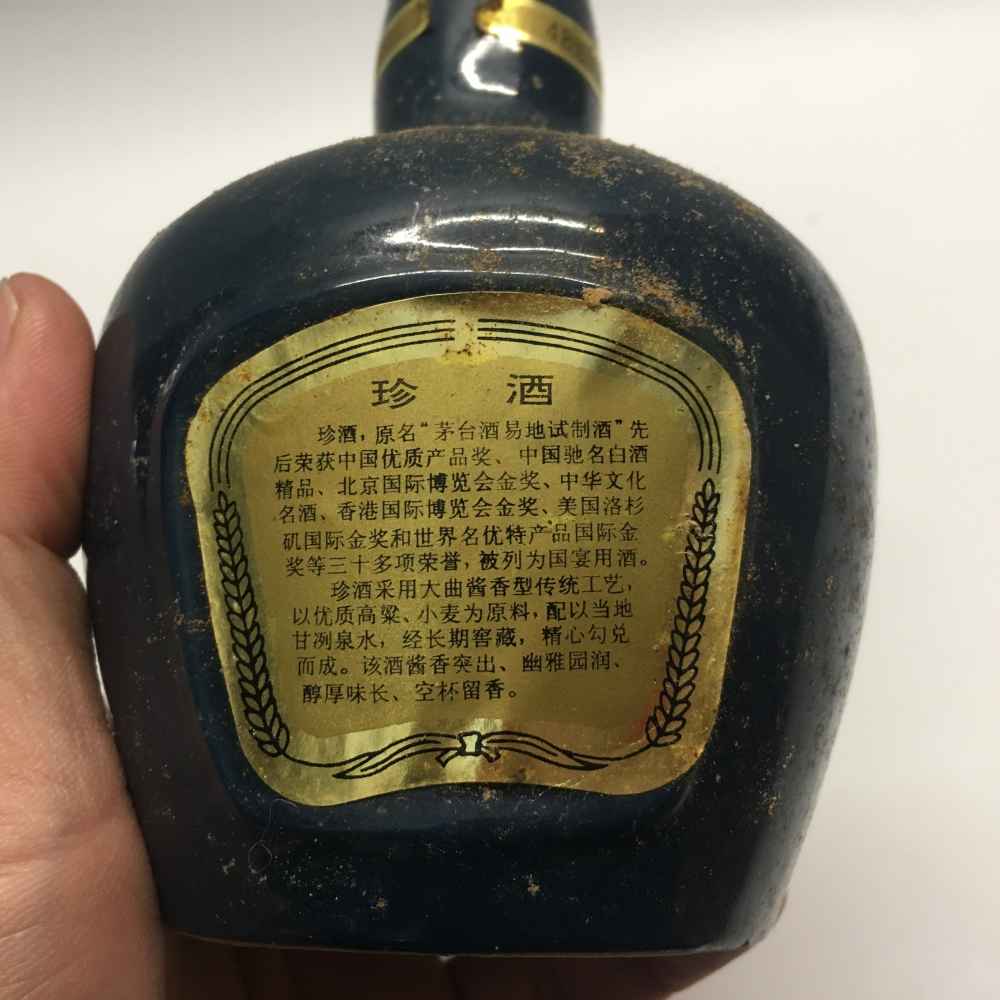 珍 酒
珍酒，原名“茅台酒易地试制酒”先
后荣获中国优质产品奖、中国驰名白酒
精品、北京国际博览会金奖、中华文化
名酒、香港国际博览会金奖、美国洛杉
矶国际金奖和世界名优特产品国际金
奖等三十多项荣誉，被列为国宴用酒。
珍酒采用大曲酱香型传统工艺，
以优质高粱、小麦为原料，配以当地
甘冽泉水，经长期窖藏，精心勾兑
而成。该酒酱香突出、幽雅园润、
醇厚味长、空杯留香。